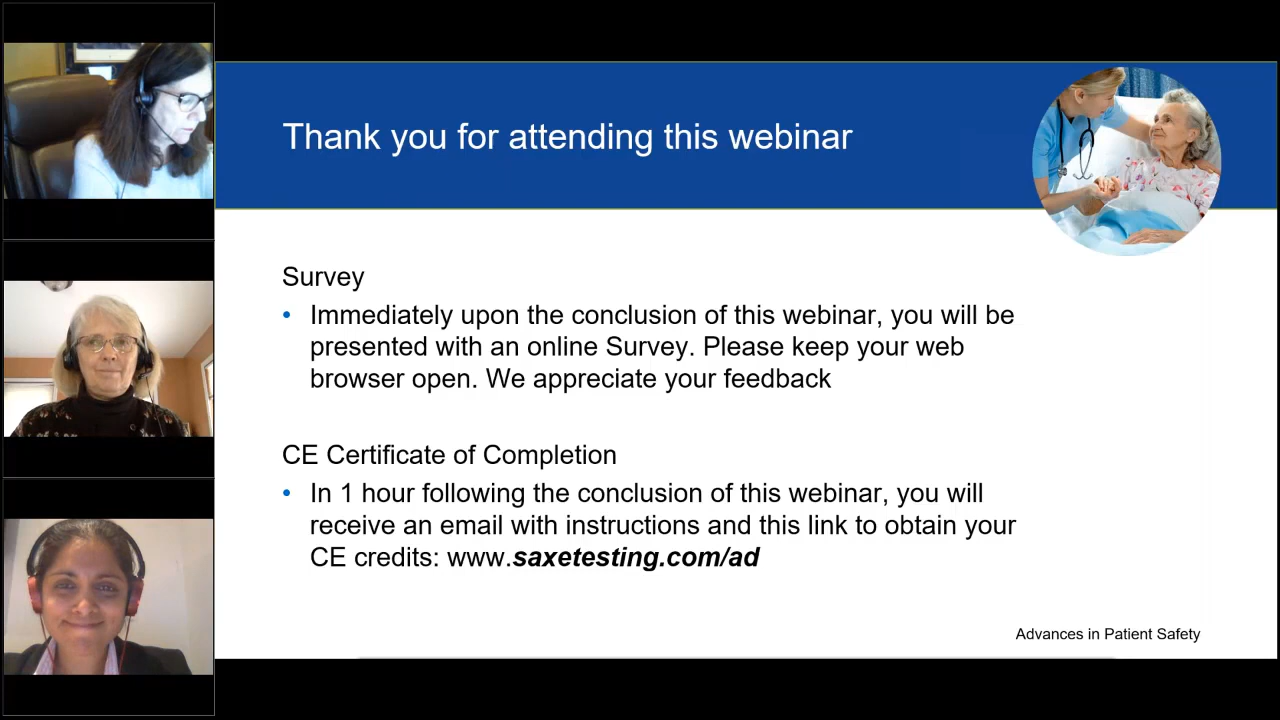 Thank you for attending this webinar
Survey
• Immediately upon the conclusion of this webinar, you will be
presented with an online Survey. Please keep your web
browser open. We appreciate your feedback
CE Certificate of Completion
• In 1 hour following the conclusion of this webinar, you will
receive an email with instructions and this link to obtain your
CE credits: www.saxetesting.com/ad
Advances in Patient Safety